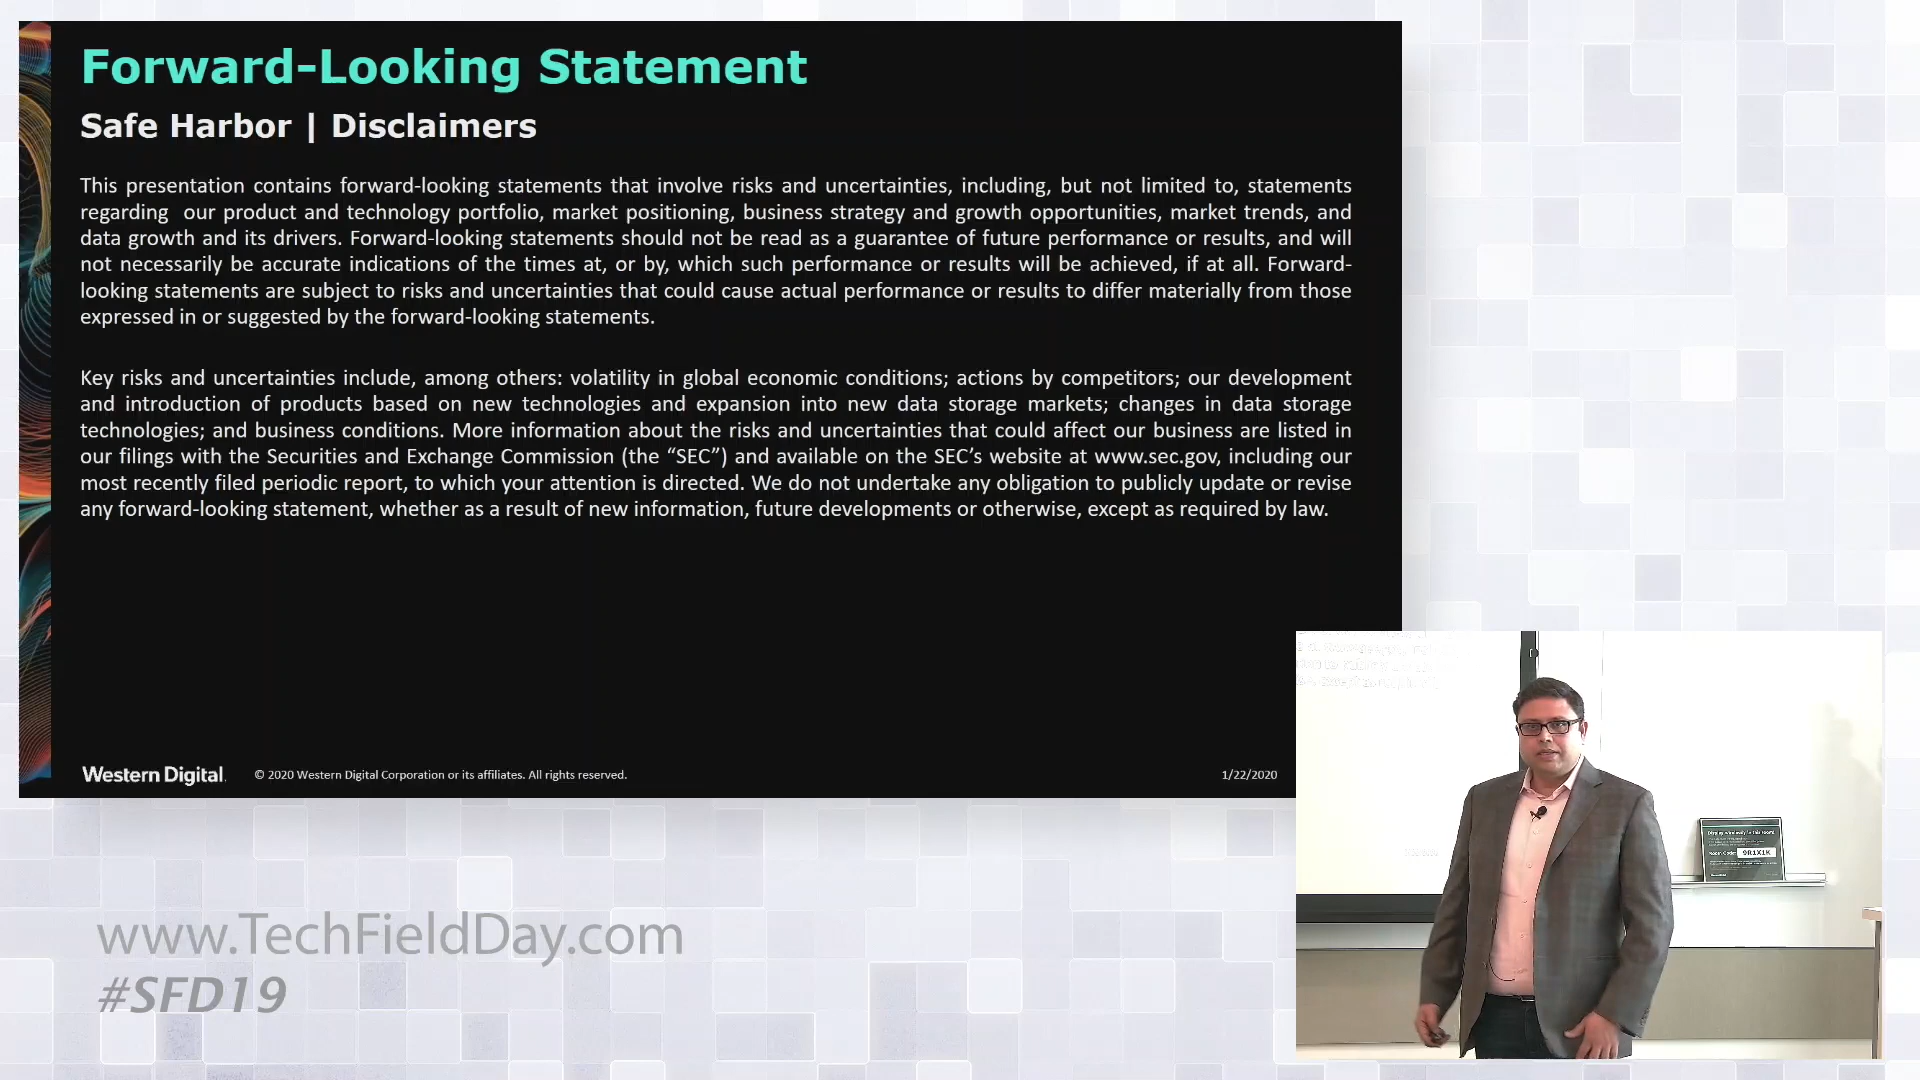 Forward-Looking Statement
Safe Harbor | Disclaimers
This presentation contains forward-looking statements that involve risks and uncertainties, including, but not limited to, statements
regarding our product and technology portfolio, market positioning, business strategy and growth opportunities, market trends, and
data growth and its drivers. Forward-looking statements should not be read as a guarantee of future performance or results, and will
not necessarily be accurate indications of the times at, or by, which such performance or results will be achieved, if at all. Forward-
looking statements are subject to risks and uncertainties that could cause actual performance or results to differ materially from those
expressed in or suggested by the forward-looking statements.
Key risks and uncertainties include, among others: volatility in global economic conditions; actions by competitors; our development
and introduction of products based on new technologies and expansion into new data storage markets; changes in data storage
technologies; and business conditions. More information about the risks and uncertainties that could affect our business are listed in
our filings with the Securities and Exchange Commission (the “SEC”) and available on the SEC’s website at www.sec.gov, including our
most recently filed periodic report, to which your attention is directed. We do not undertake any obligation to publicly update or revise
any forward-looking statement, whether as a result of new information, future developments or otherwise, except as required by law.
Western Digital. © 2020 Western Digital Corporation or its affiliates. All rights reserved. 1/22/2020
Display wirelessly in this room!
Room Code: 9R1X1K
www.TechFieldDay.com
#SFD19